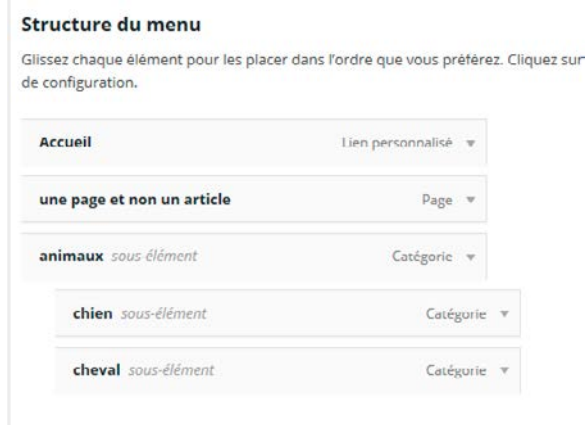 Structure du menu
Glissez chaque élément pour les placer dans l'ordre que vous préférez. Cliquez sur
de configuration.
Accueil Lien personnalisé
une page et non un article Page
animaux sous-élément Catégorie
chien sous-élément Catégorie
cheval sous-élément Catégorie